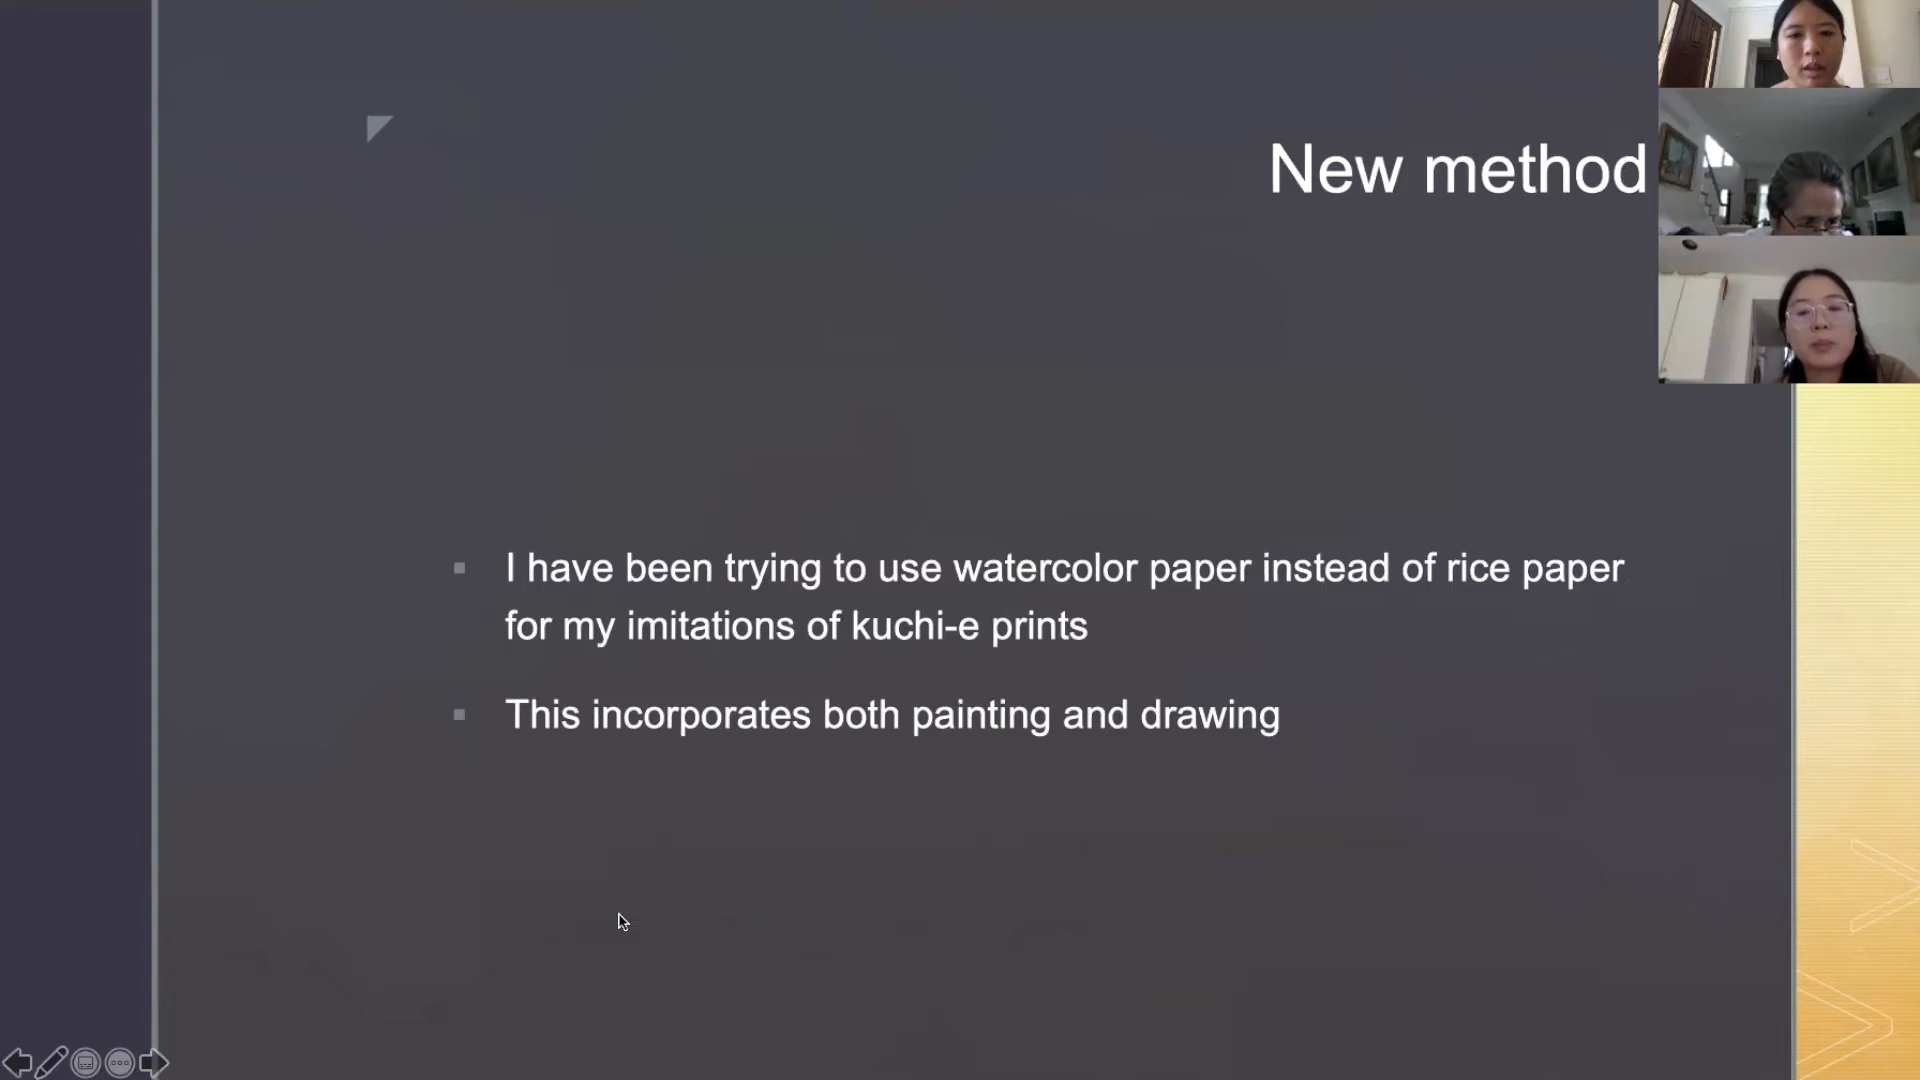 New method
I have been trying to use watercolor paper instead of rice paper
for my imitations of kuchi-e prints
This incorporates both painting and drawing